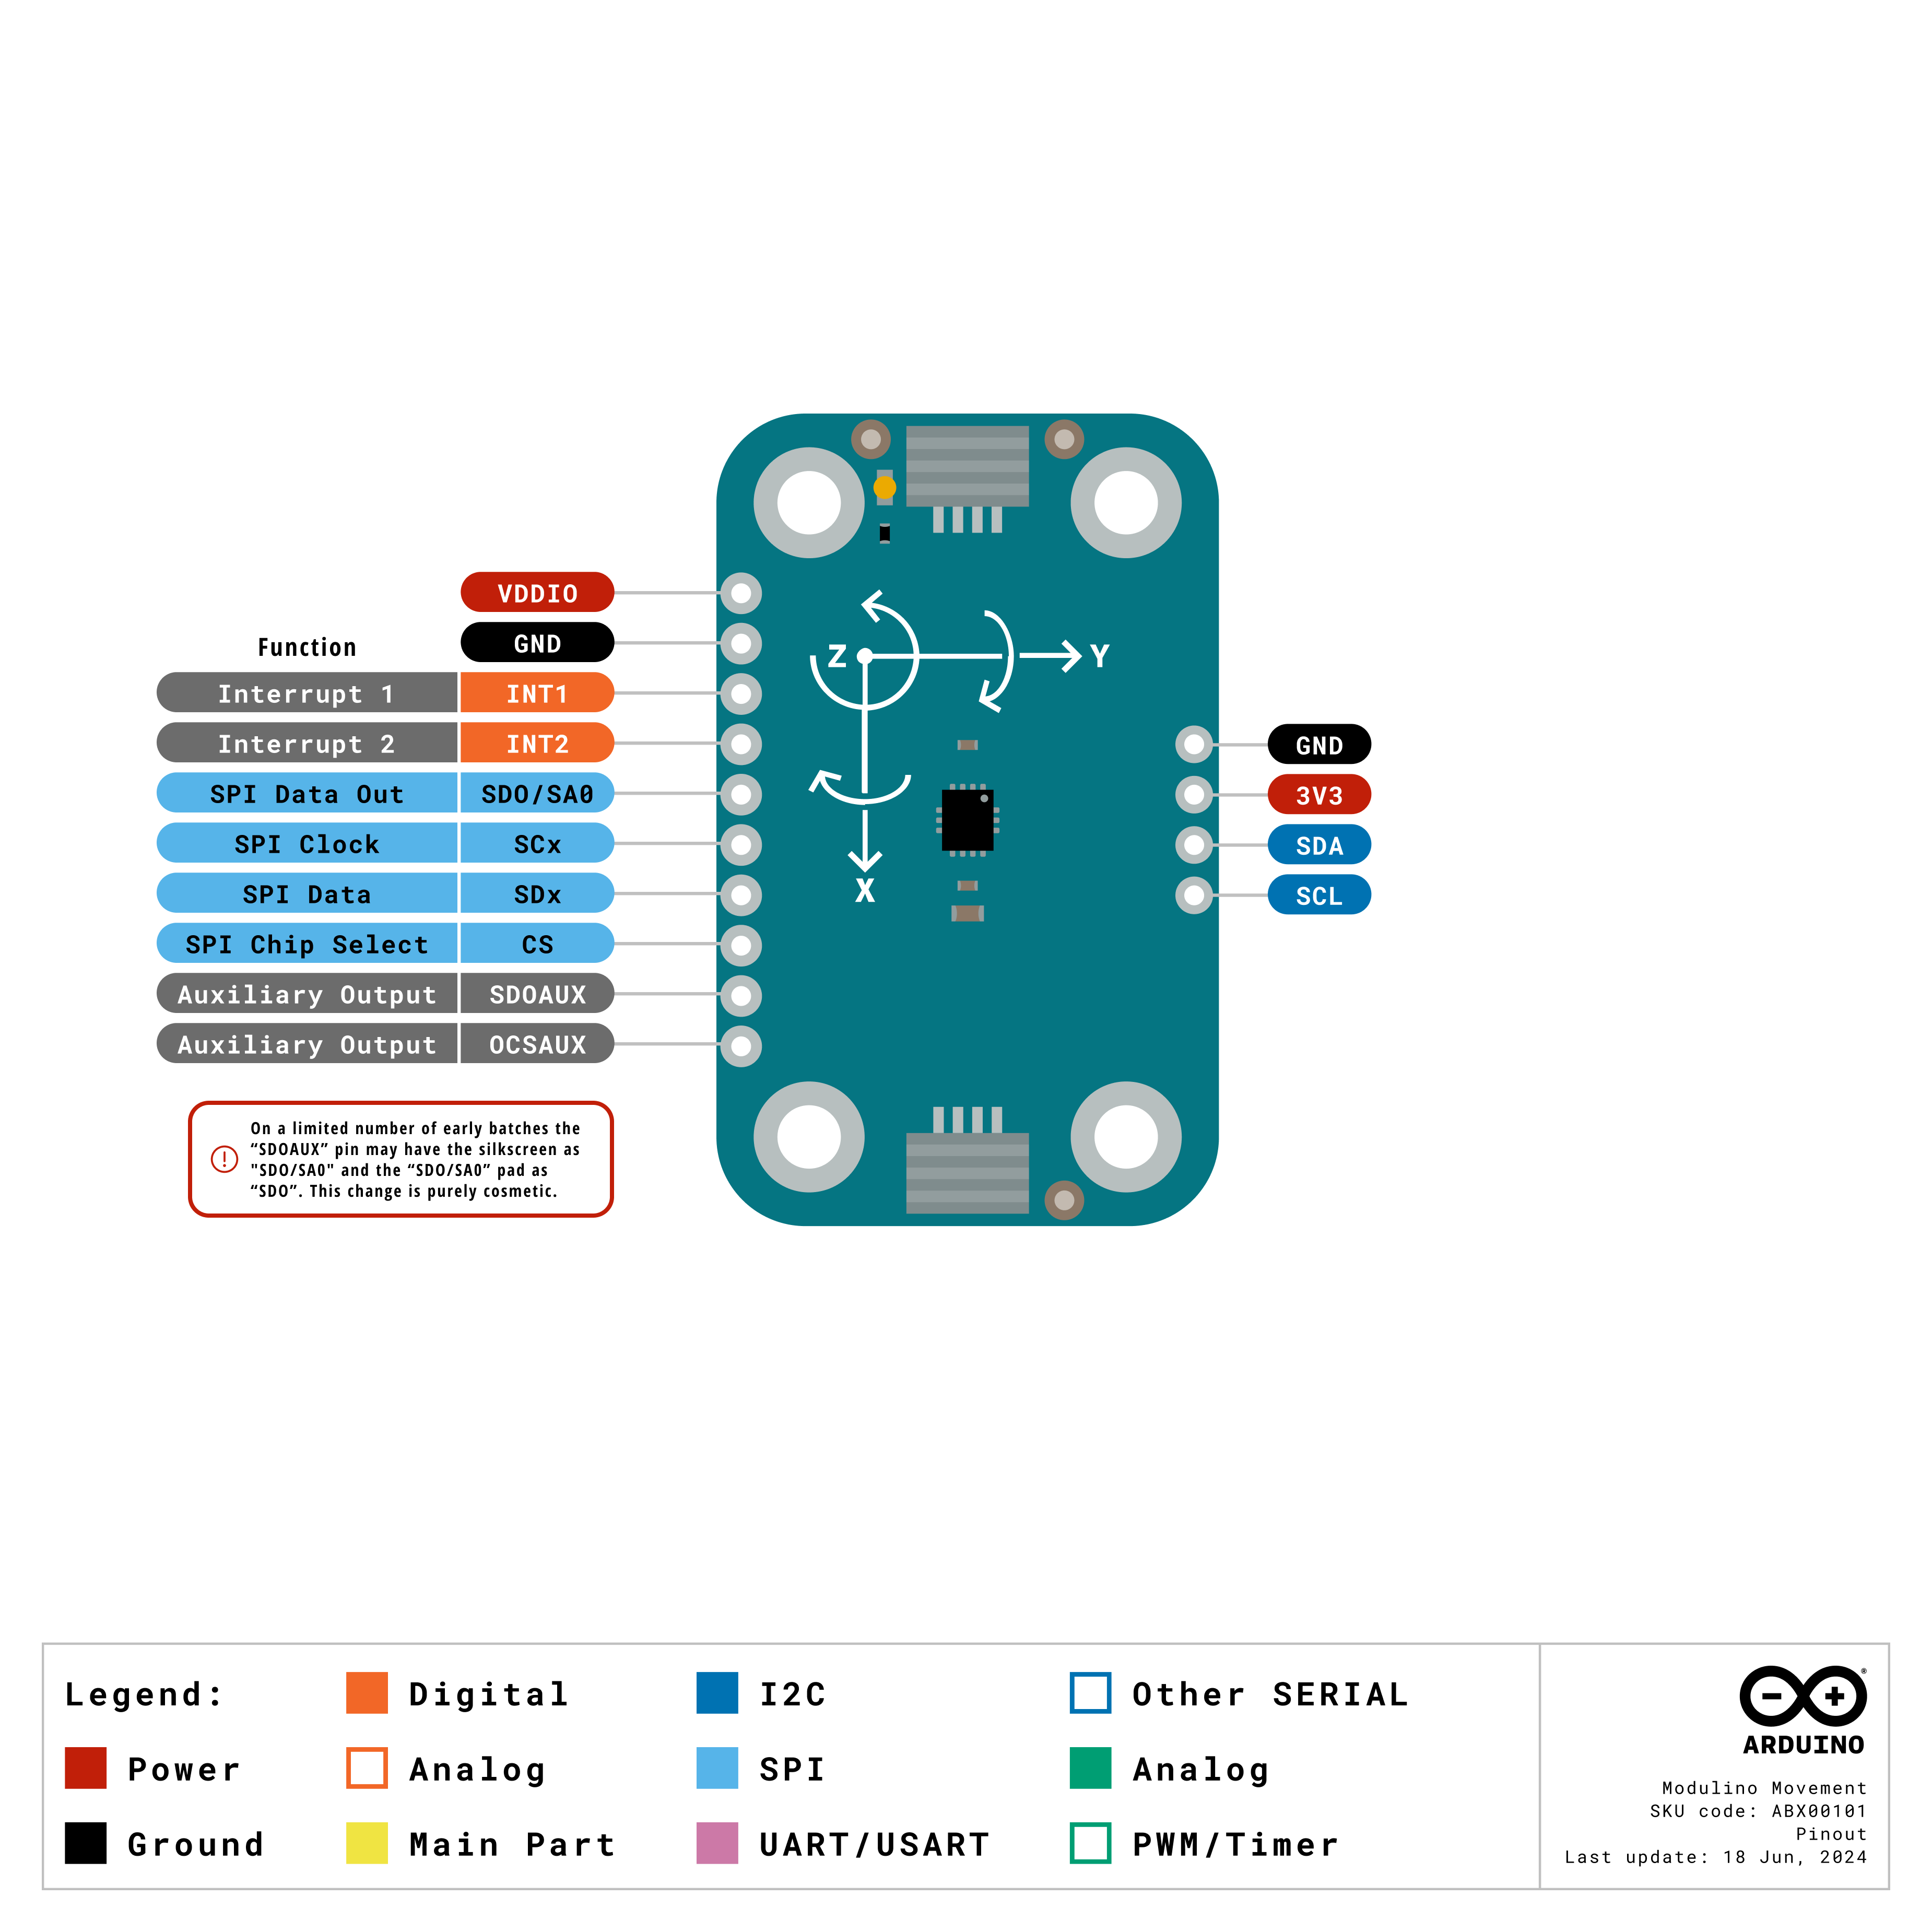 VDDIO
GND
Function
Interrupt 1 INT1
Interrupt 2 INT2
SPI Data Out SDO/SA0
SPI Clock SCx
SPI Data SDx
SPI Chip Select CS
Auxiliary Output SDOAUX
Auxiliary Output OCSAUX
On a limited number of early batches the
“SDOAUX” pin may have the silkscreen as
"SDO/SA0" and the “SDO/SA0” pad as
“SDO”. This change is purely cosmetic.
Z
Y
X
GND
3V3
SDA
SCL
Legend:
Power
Ground
Digital
Analog
Main Part
I2C
SPI
UART/USART
Other SERIAL
Analog
PWM/Timer
®
ARDUINO
Modulino Movement
SKU code: ABX00101
Pinout
Last update: 18 Jun, 2024